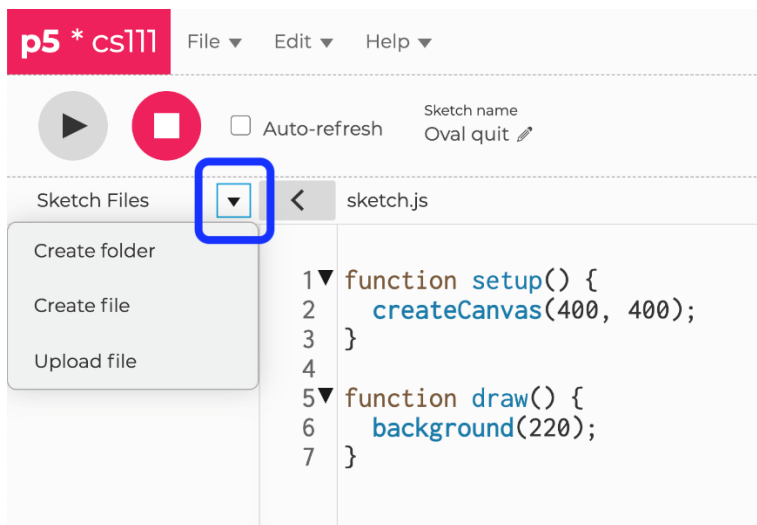 p5 * cs111 File ▼ Edit ▼ Help ▼
Auto-refresh
Sketch name
Oval quit
Sketch Files ▼ < sketch.js
Create folder
Create file
Upload file
1▼ function setup() {
2   createCanvas(400, 400);
3 }
4
5▼ function draw() {
6   background(220);
7 }